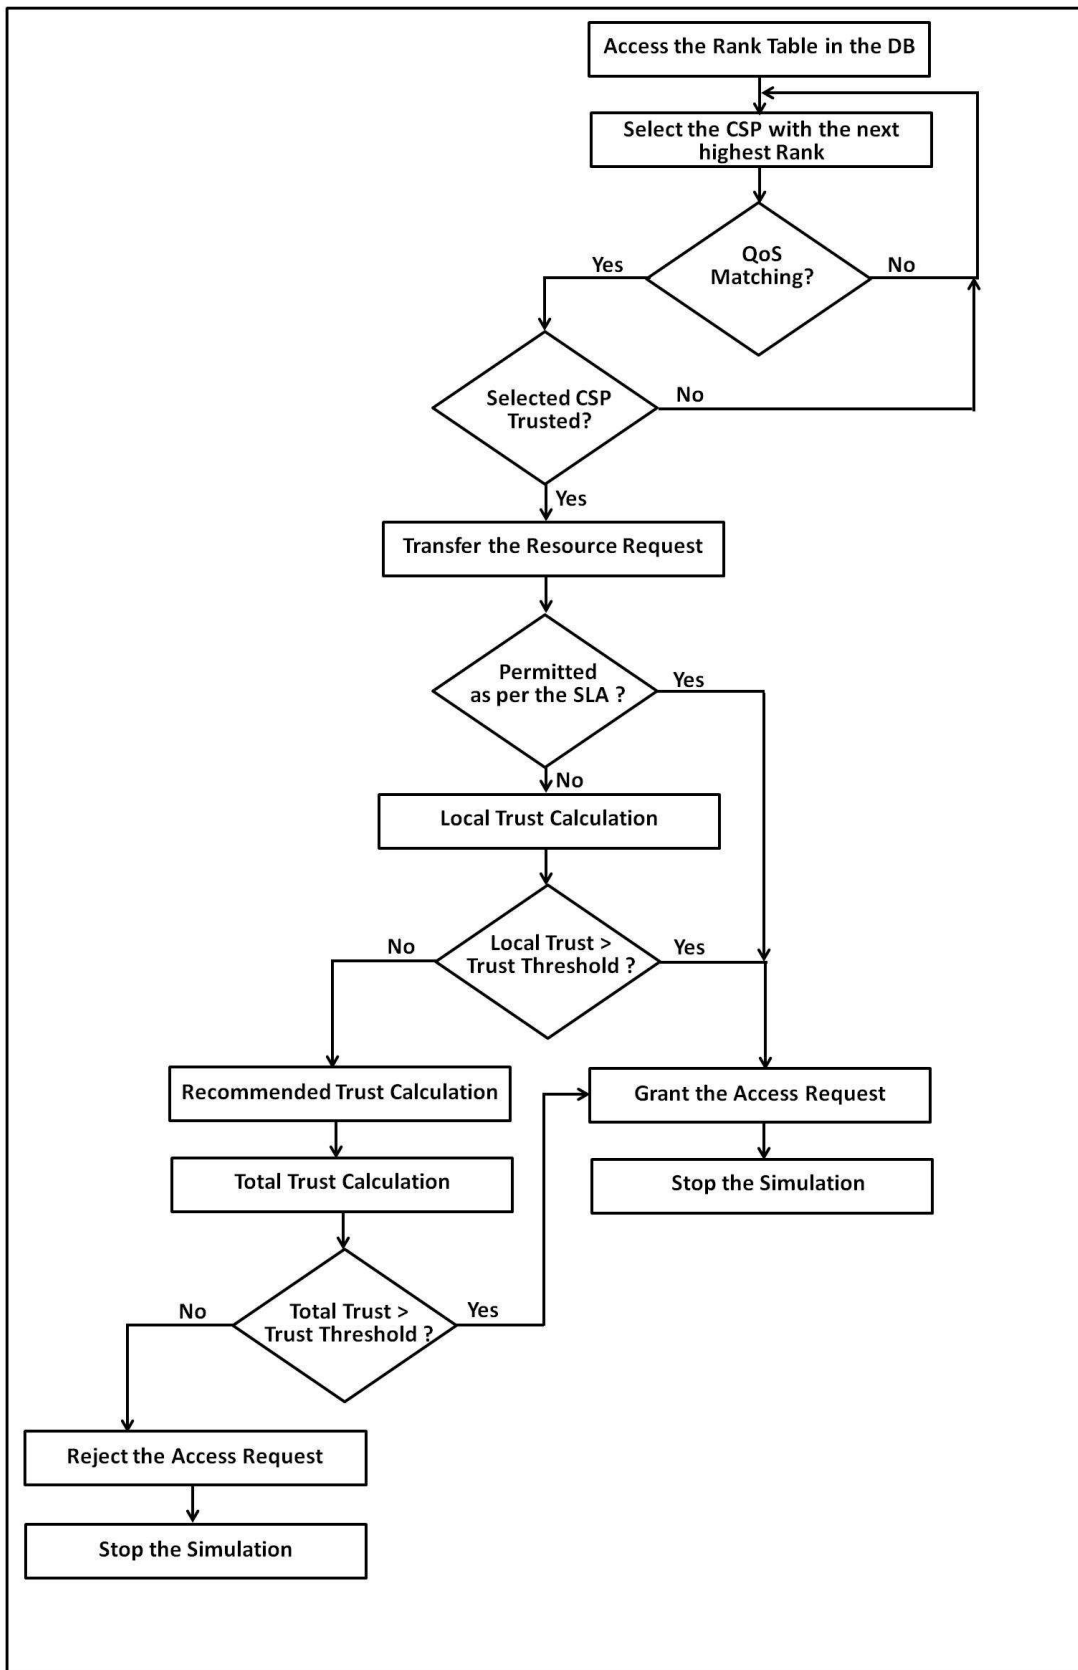 Access the Rank Table in the DB
Select the CSP with the next
highest Rank
QoS
Matching?
Yes
No
Selected CSP
Trusted?
No
Yes
Transfer the Resource Request
Permitted
as per the SLA ?
Yes
No
Local Trust Calculation
Local Trust >
Trust Threshold ?
No
Yes
Recommended Trust Calculation
Grant the Access Request
Total Trust Calculation
Stop the Simulation
Total Trust >
Trust Threshold ?
No
Yes
Reject the Access Request
Stop the Simulation